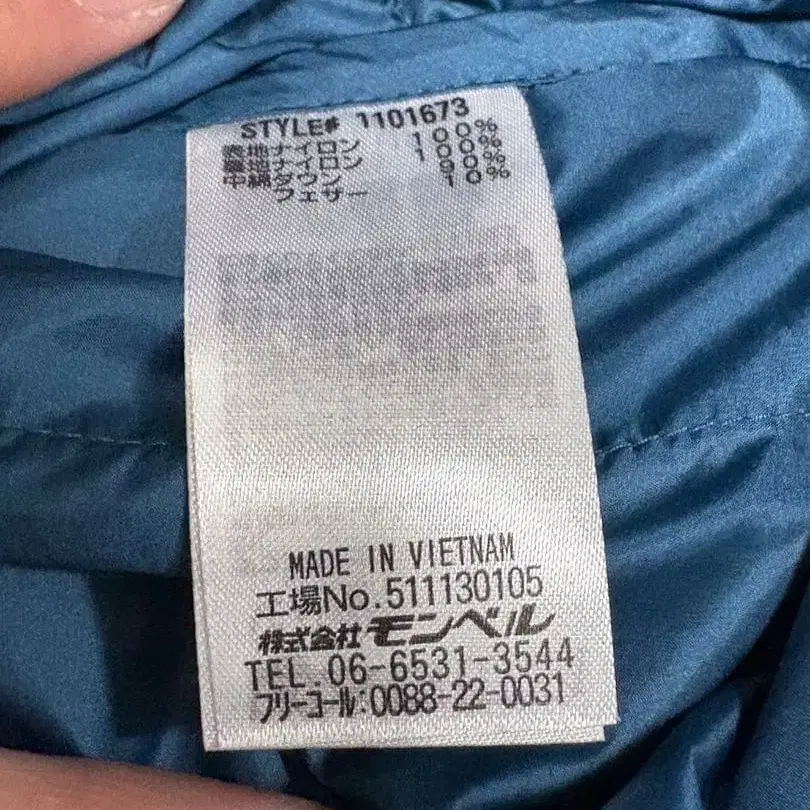 STYLE# 1101673
表地ナイロン 100%
裏地ナイロン 100%
中綿ダウン 90%
フェザー 10%
MADE IN VIETNAM
工場No.511130105
株式会社モンベル
TEL.06-6531-3544
フリーコール:0088-22-0031